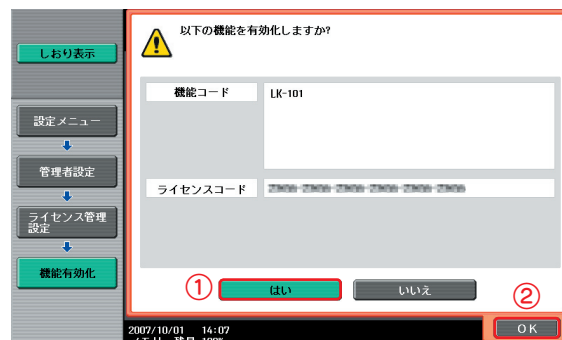 以下の機能を有効化しますか?
しおり表示
機能コード
LK-101
設定メニュー
管理者設定
ライセンスコード
ライセンス管理
設定
機能有効化
①
はい
いいえ
②
2007/10/01 14:07
OK